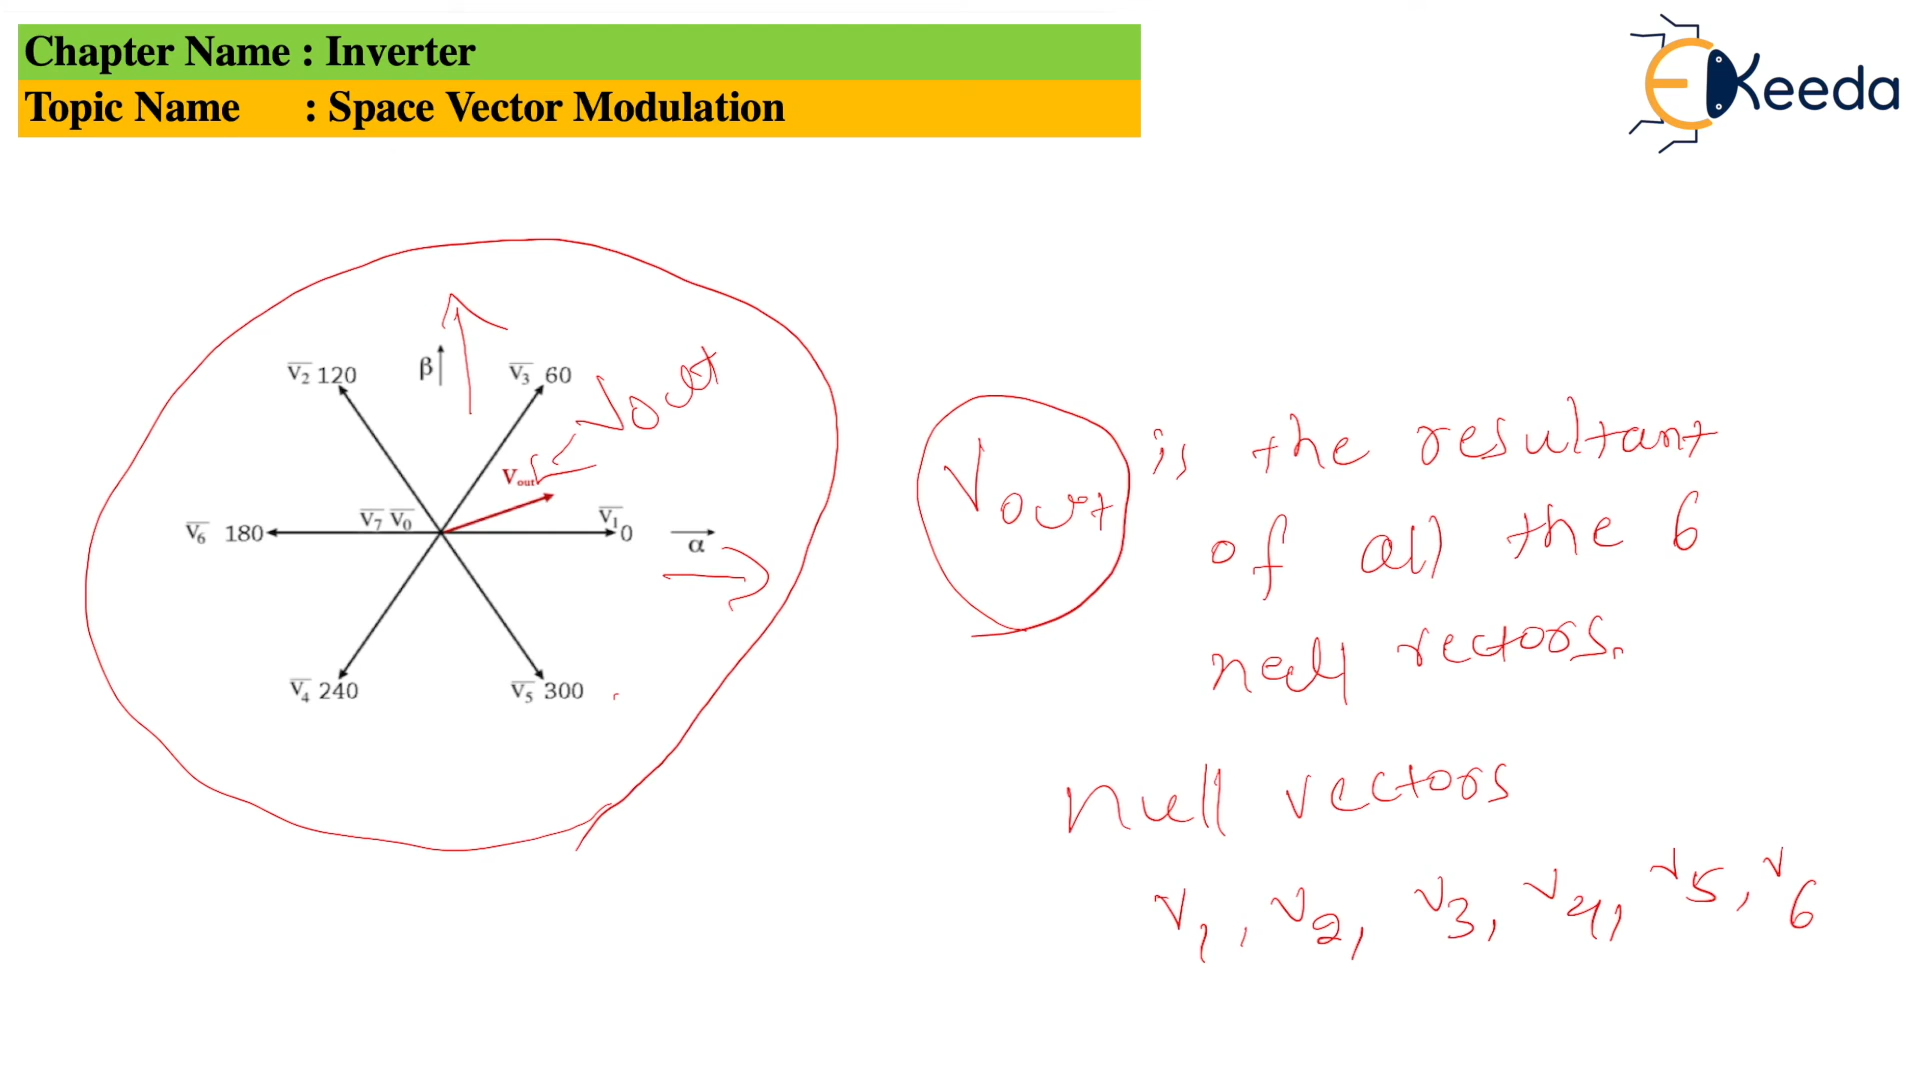 Chapter Name : Inverter
Topic Name : Space Vector Modulation
EKeeda
V2 120
β
V3 60
Vout
Vout
V6 180
V7 V0
V1 0
α
V4 240
V5 300
Vout is the resultant
of all the 6
null vectors.
null vectors
V1, V2, V3, V4, V5, V6